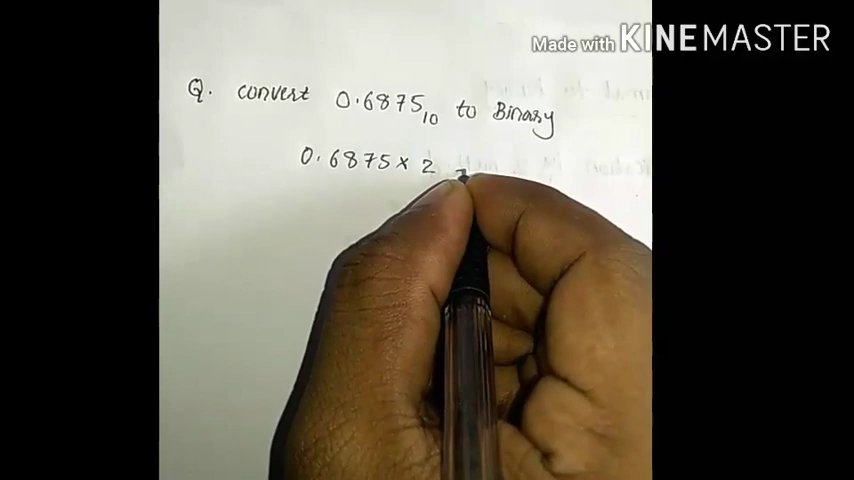 Made with KINEMASTER
Q. convert 0.6875₁₀ to Binary
0.6875 × 2 =